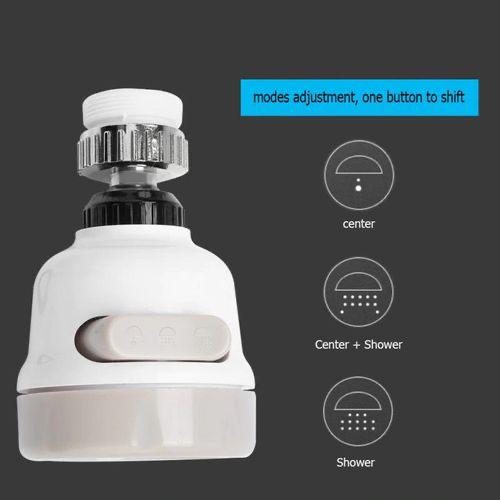 modes adjustment, one button to shift
center
Center + Shower
Shower